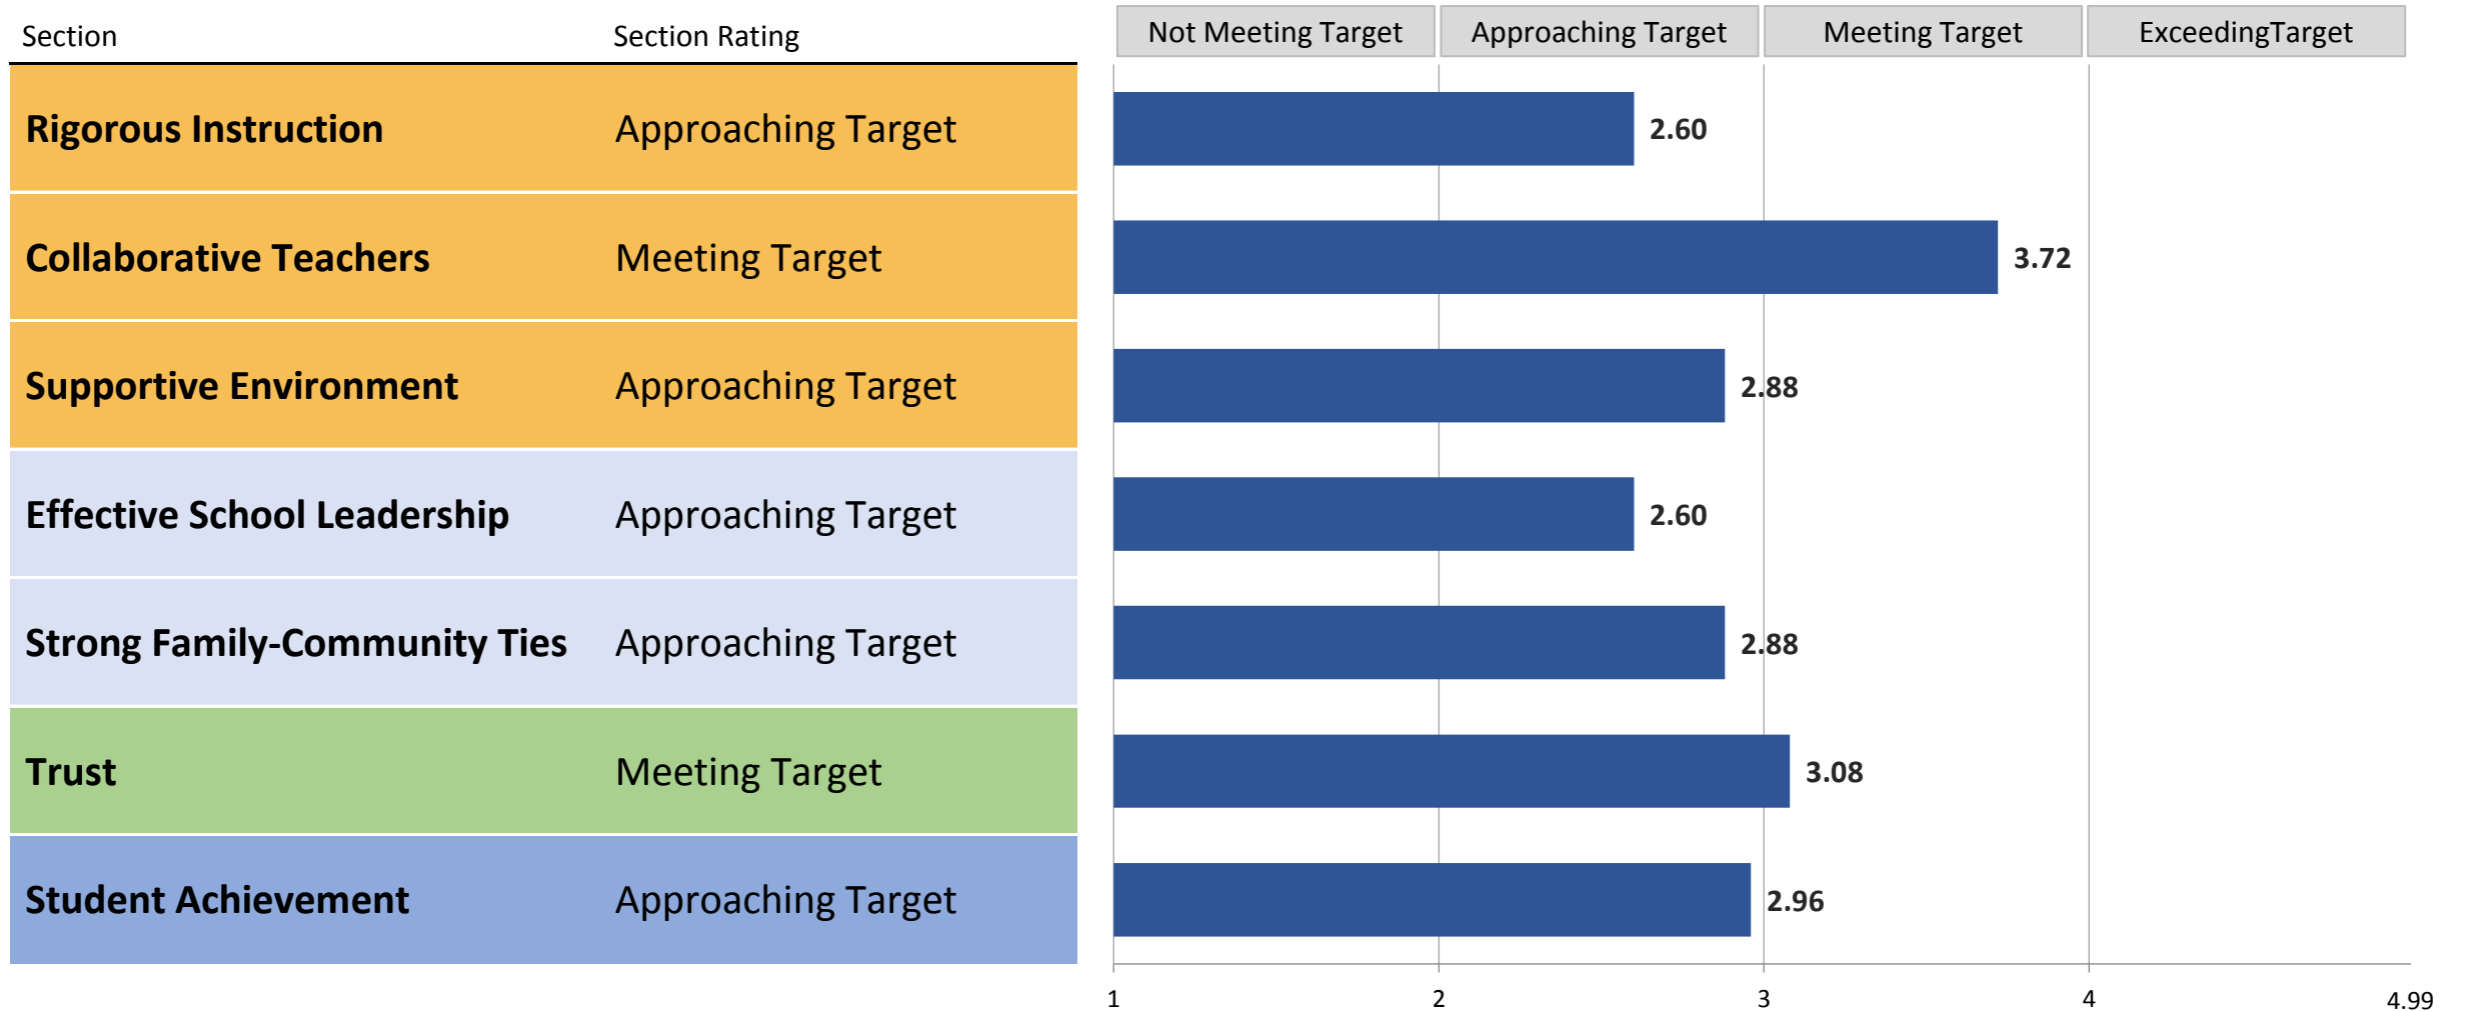 Section Section Rating Not Meeting Target Approaching Target Meeting Target ExceedingTarget
Rigorous Instruction Approaching Target 2.60
Collaborative Teachers Meeting Target 3.72
Supportive Environment Approaching Target 2.88
Effective School Leadership Approaching Target 2.60
Strong Family-Community Ties Approaching Target 2.88
Trust Meeting Target 3.08
Student Achievement Approaching Target 2.96
1 2 3 4 4.99